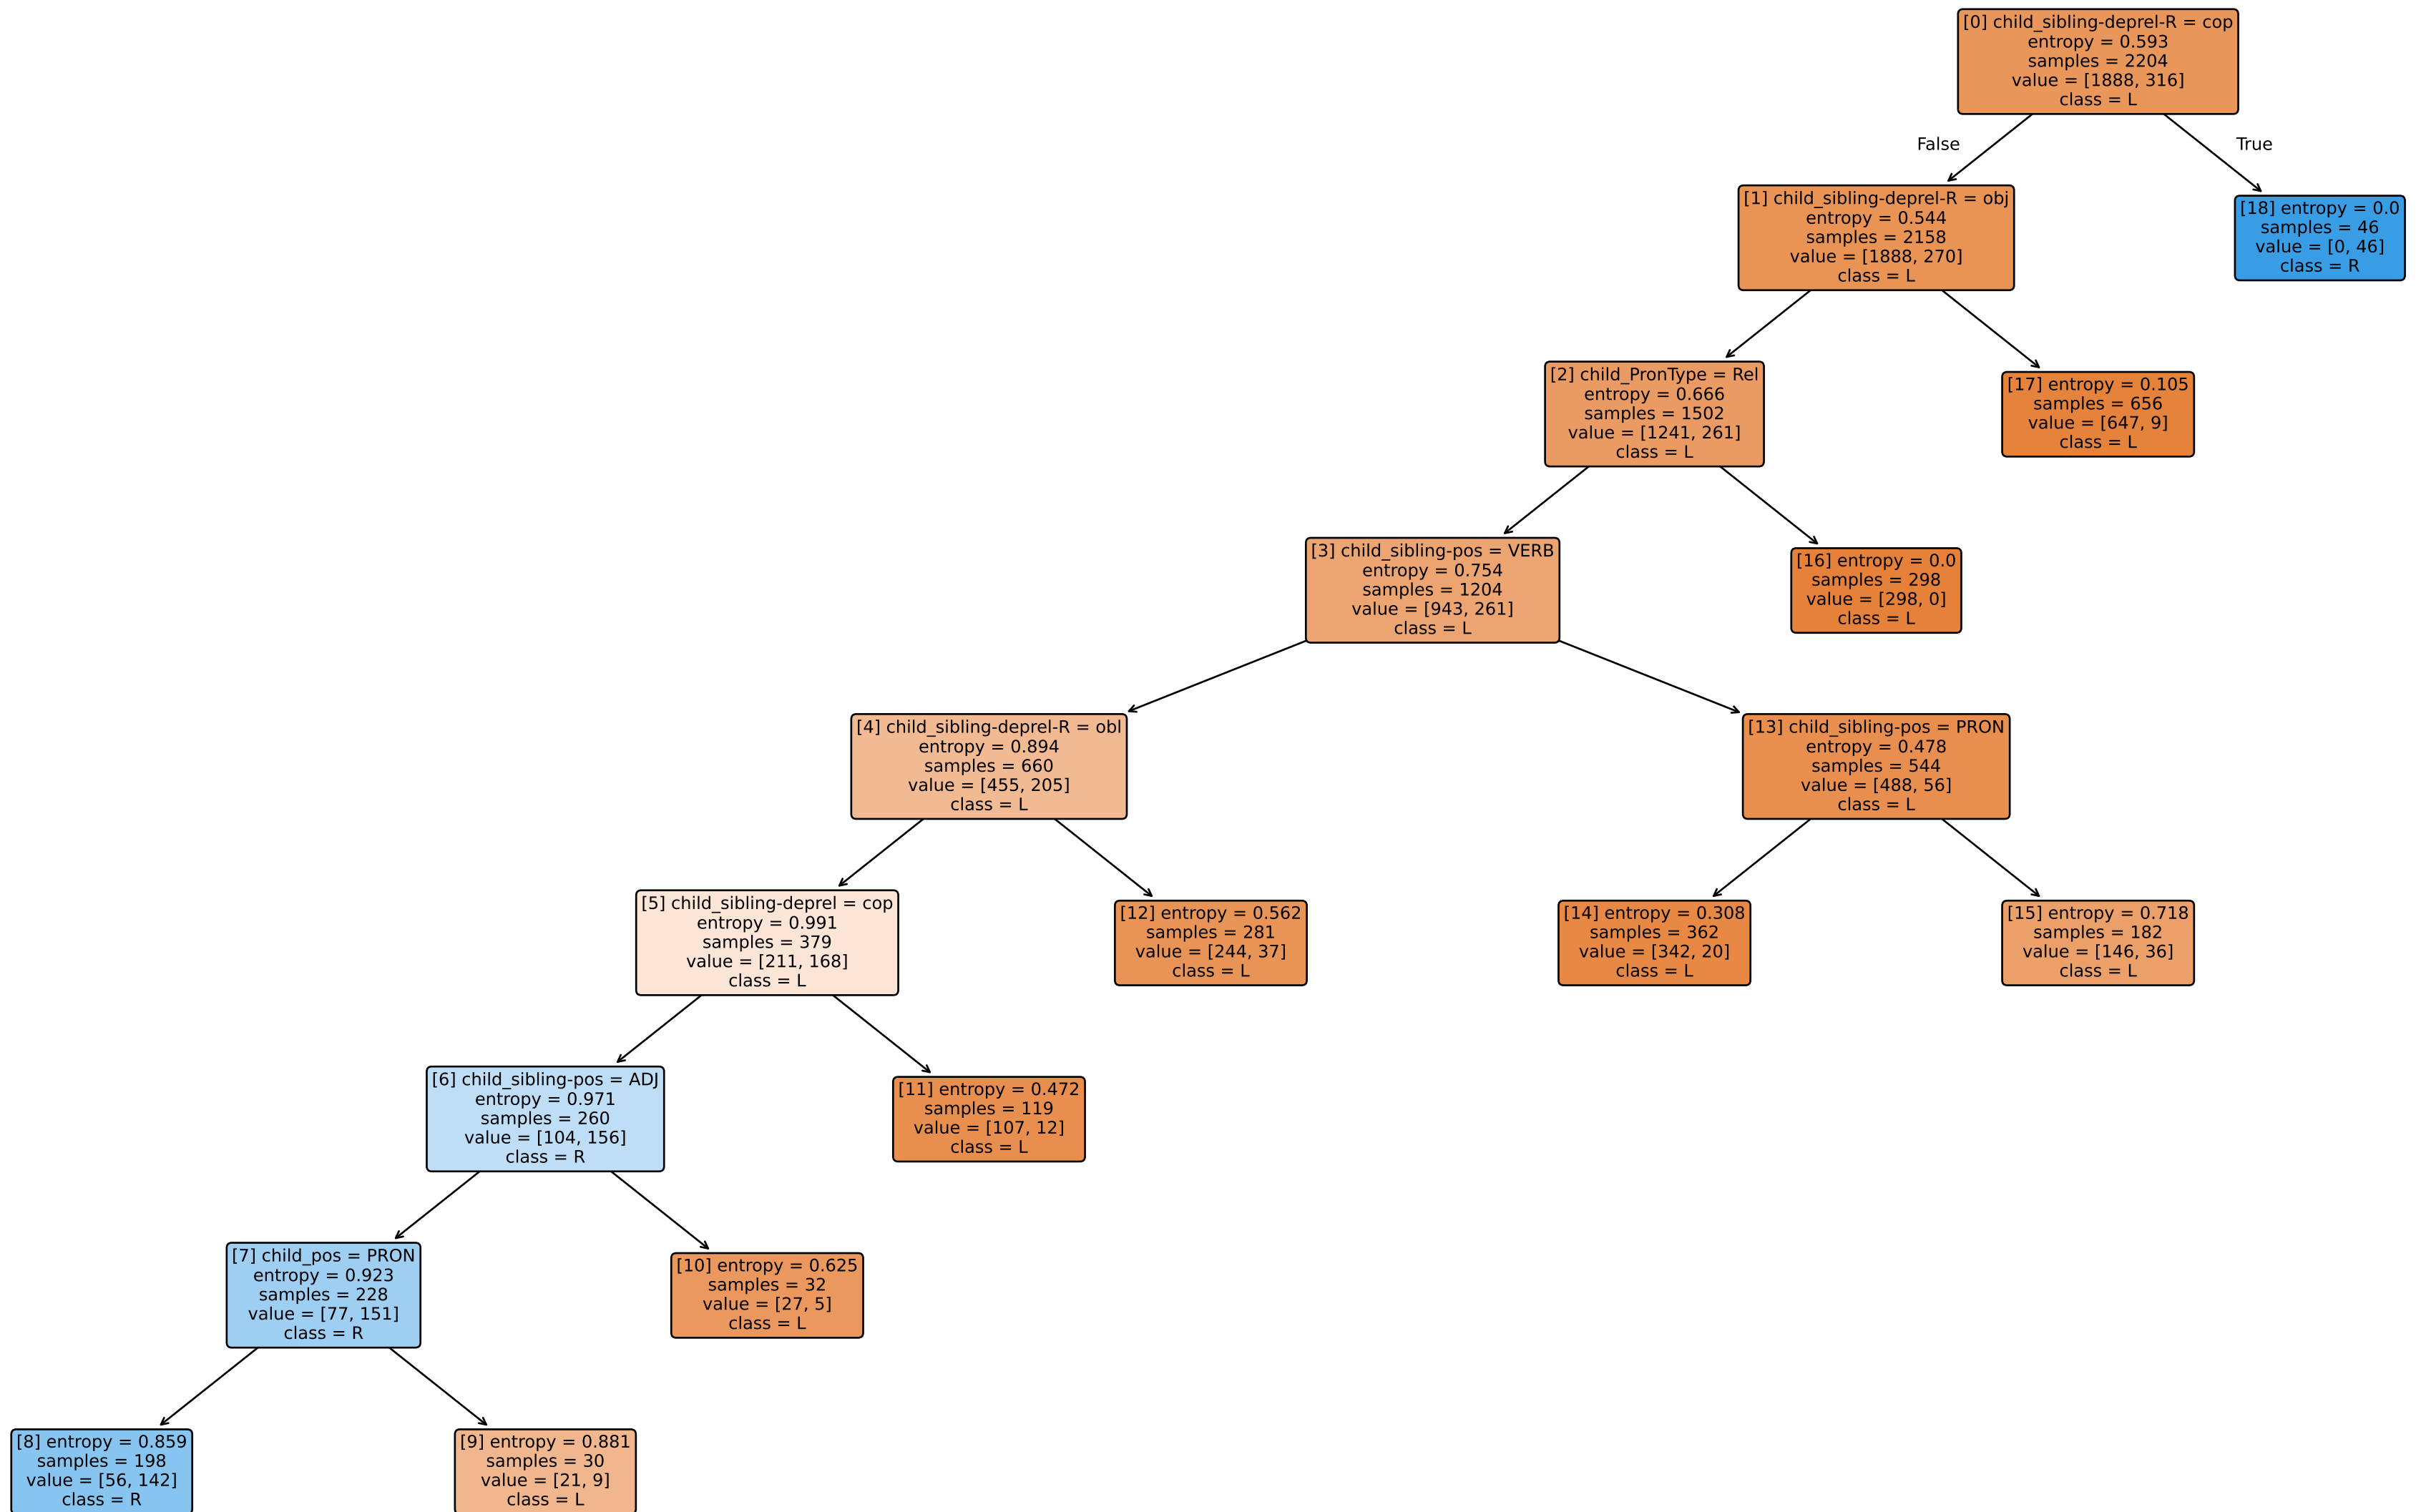 [0] child_sibling-deprel-R = cop
entropy = 0.593
samples = 2204
value = [1888, 316]
class = L
False
True
[1] child_sibling-deprel-R = obj
entropy = 0.544
samples = 2158
value = [1888, 270]
class = L
[18] entropy = 0.0
samples = 46
value = [0, 46]
class = R
[2] child_PronType = Rel
entropy = 0.666
samples = 1502
value = [1241, 261]
class = L
[17] entropy = 0.105
samples = 656
value = [647, 9]
class = L
[3] child_sibling-pos = VERB
entropy = 0.754
samples = 1204
value = [943, 261]
class = L
[16] entropy = 0.0
samples = 298
value = [298, 0]
class = L
[4] child_sibling-deprel-R = obl
entropy = 0.894
samples = 660
value = [455, 205]
class = L
[13] child_sibling-pos = PRON
entropy = 0.478
samples = 544
value = [488, 56]
class = L
[5] child_sibling-deprel = cop
entropy = 0.991
samples = 379
value = [211, 168]
class = L
[12] entropy = 0.562
samples = 281
value = [244, 37]
class = L
[14] entropy = 0.308
samples = 362
value = [342, 20]
class = L
[15] entropy = 0.718
samples = 182
value = [146, 36]
class = L
[6] child_sibling-pos = ADJ
entropy = 0.971
samples = 260
value = [104, 156]
class = R
[11] entropy = 0.472
samples = 119
value = [107, 12]
class = L
[7] child_pos = PRON
entropy = 0.923
samples = 228
value = [77, 151]
class = R
[10] entropy = 0.625
samples = 32
value = [27, 5]
class = L
[8] entropy = 0.859
samples = 198
value = [56, 142]
class = R
[9] entropy = 0.881
samples = 30
value = [21, 9]
class = L